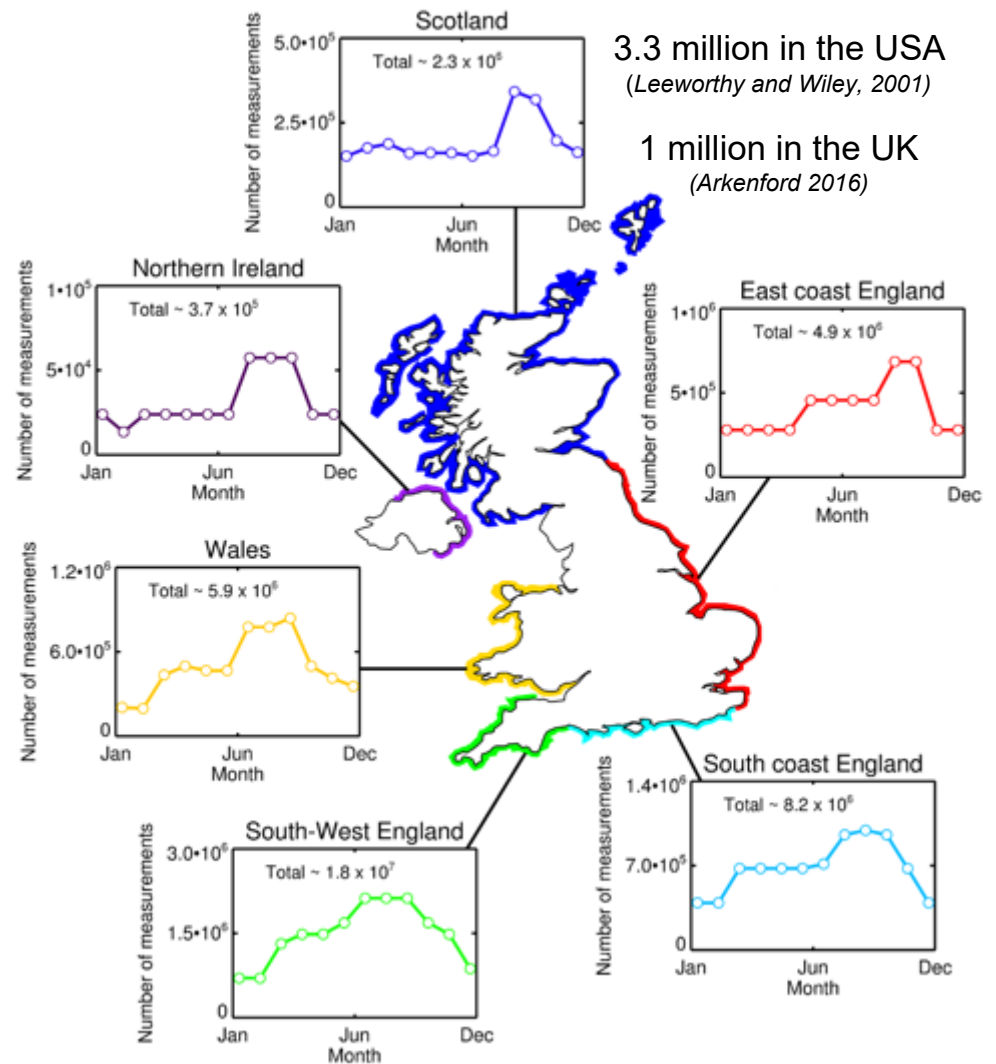 Scotland
Number of measurements
5.0•10⁵
2.5•10⁵
0
Total ~ 2.3 x 10⁶
Jan
Jun
Dec
Month
3.3 million in the USA
(Leeworthy and Wiley, 2001)
1 million in the UK
(Arkenford 2016)
Northern Ireland
Number of measurements
1•10⁵
5•10⁴
0
Total ~ 3.7 x 10⁵
Jan
Jun
Dec
Month
East coast England
Number of measurements
1•10⁶
5•10⁵
0
Total ~ 4.9 x 10⁶
Jan
Jun
Dec
Month
Wales
Number of measurements
1.2•10⁶
6.0•10⁵
0
Total ~ 5.9 x 10⁶
Jan
Jun
Dec
Month
South coast England
Number of measurements
1.4•10⁶
7.0•10⁵
0
Total ~ 8.2 x 10⁶
Jan
Jun
Dec
Month
South-West England
Number of measurements
3.0•10⁶
1.5•10⁶
0
Total ~ 1.8 x 10⁷
Jan
Jun
Dec
Month